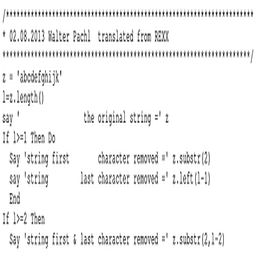 /*********************************************************************
* 02.08.2013 Walter Pachl  translated from REXX
*********************************************************************/
z = 'abcdefghijk'
l=z.length()
say '                the original string =' z
If l>=1 Then Do
  Say 'string first       character removed =' z.substr(2)
  say 'string        last character removed =' z.left(l-1)
  End
If l>=2 Then
  Say 'string first & last character removed =' z.substr(2,l-2)